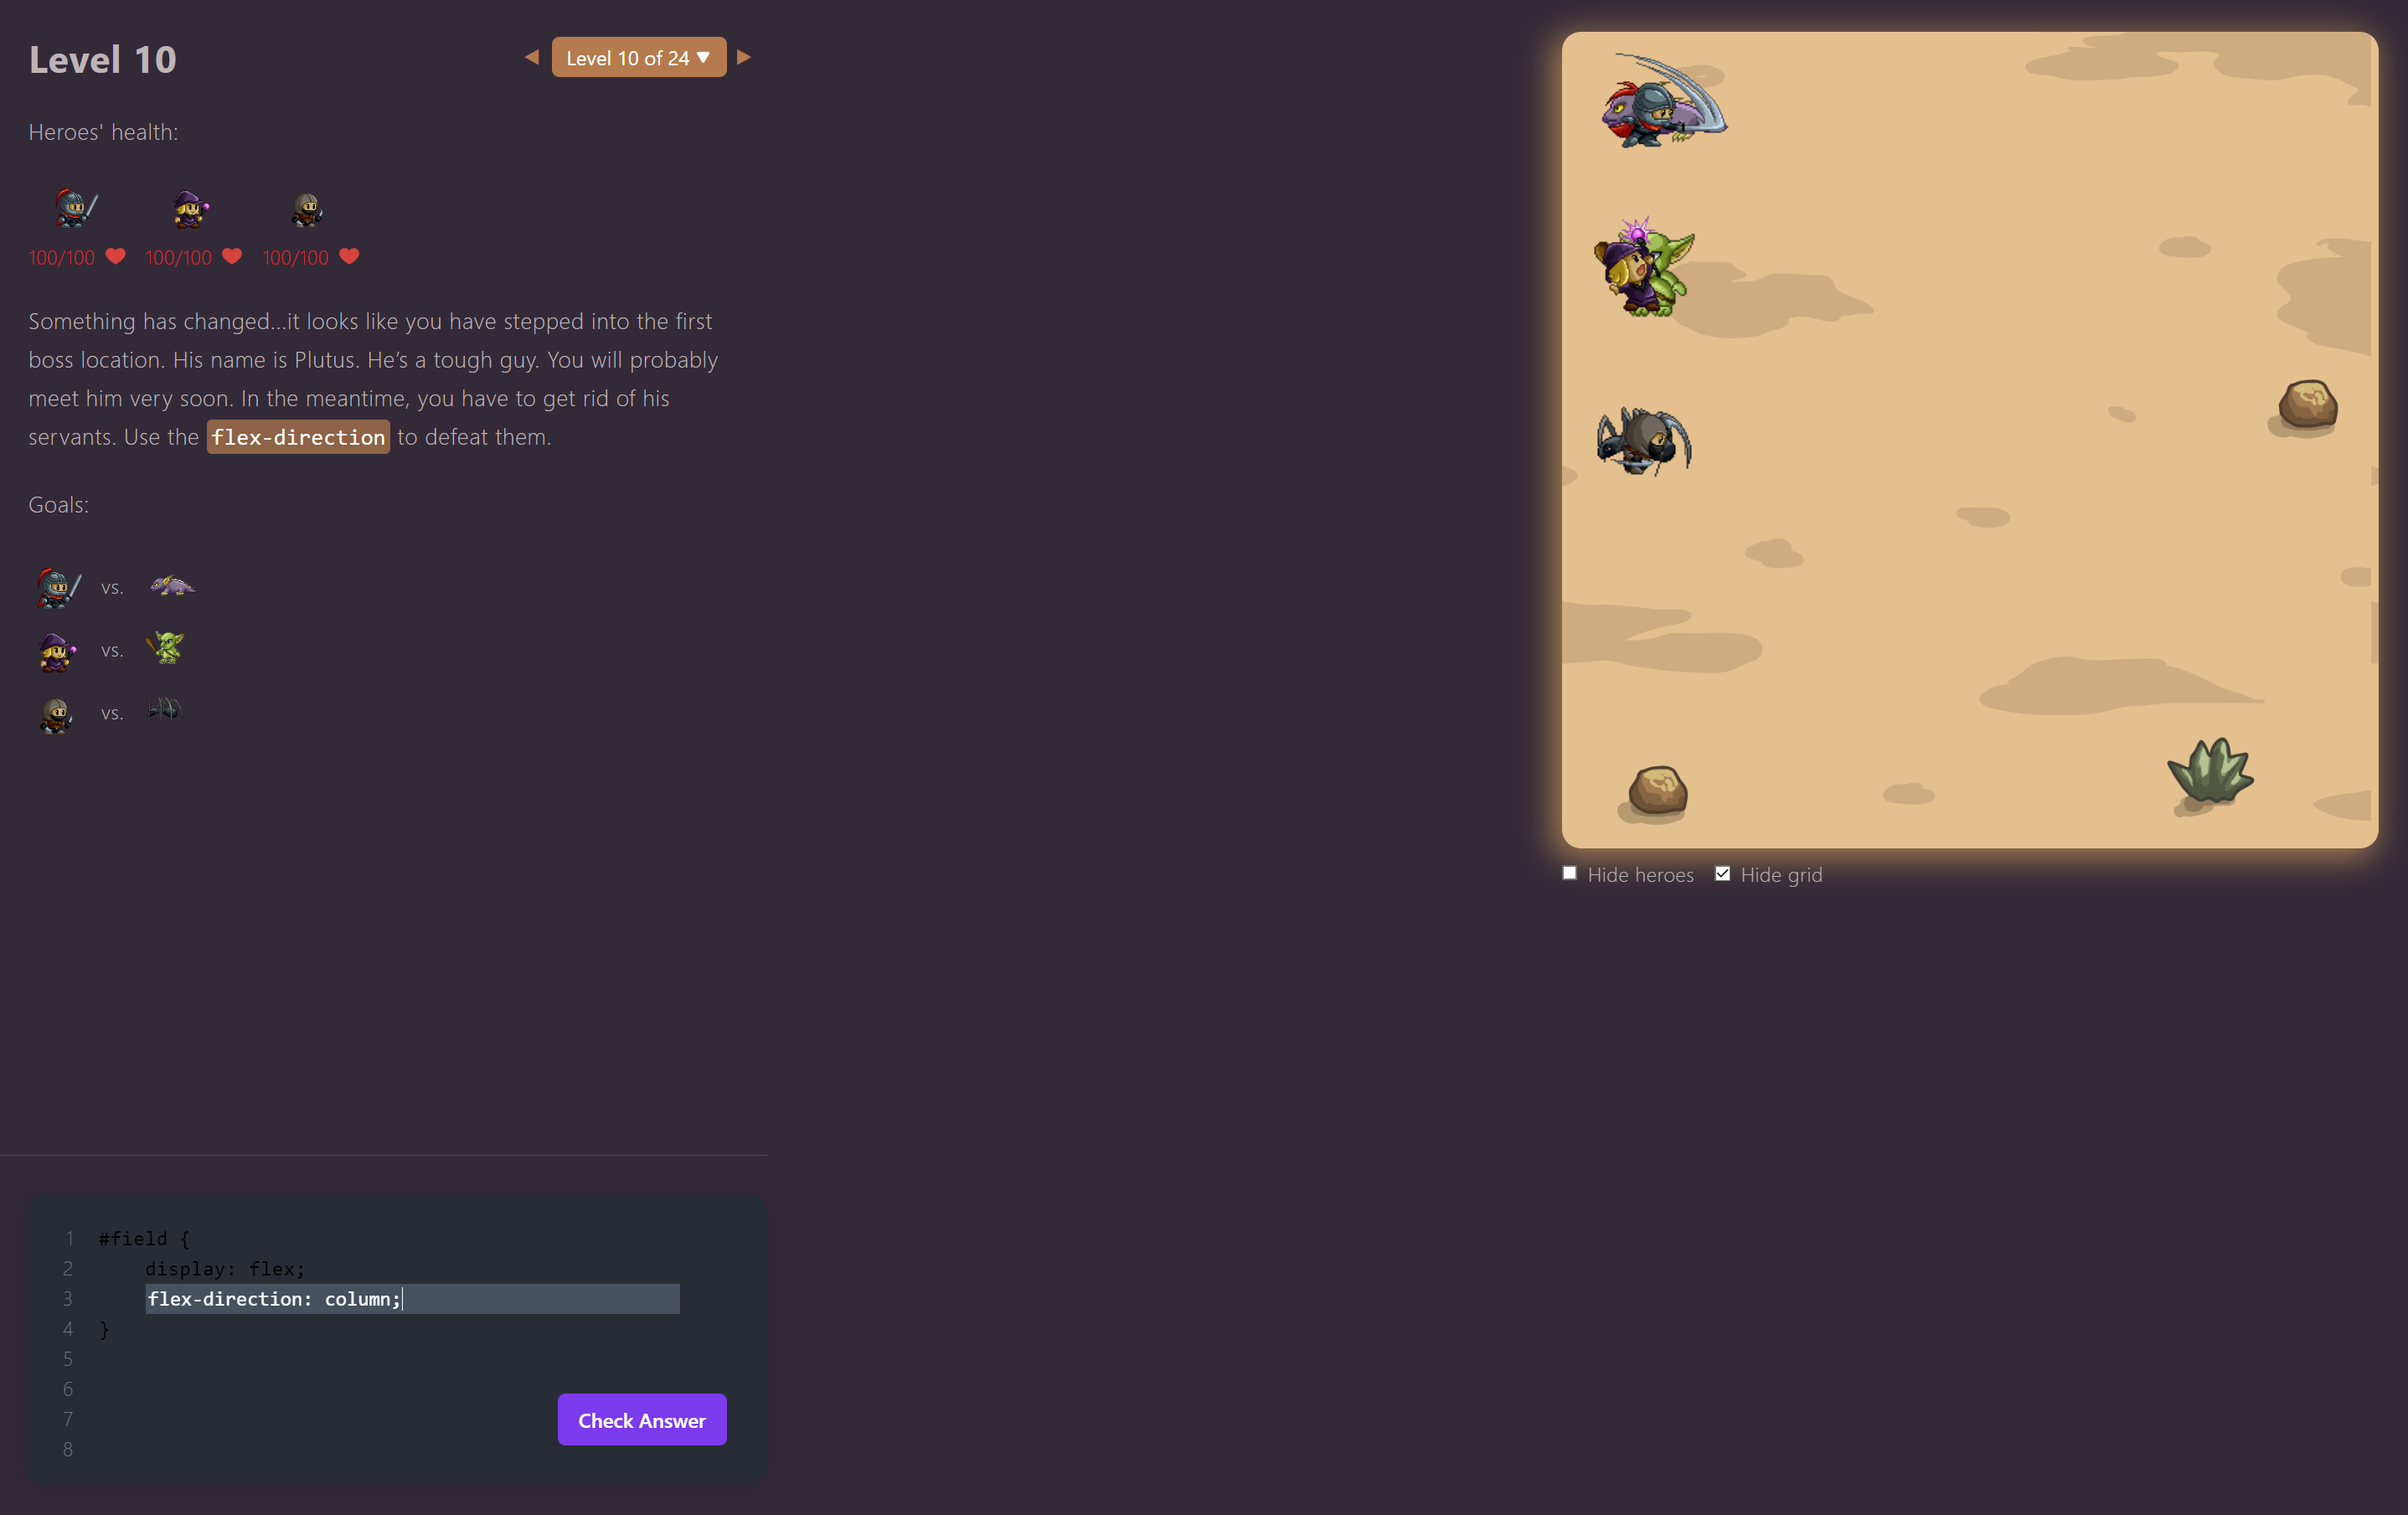 Level 10
◀ Level 10 of 24 ▼ ▶
Heroes' health:
100/100 100/100 100/100
Something has changed...it looks like you have stepped into the first
boss location. His name is Plutus. He’s a tough guy. You will probably
meet him very soon. In the meantime, you have to get rid of his
servants. Use the flex-direction to defeat them.
Goals:
vs.
vs.
vs.
1 #field {
2 display: flex;
3 flex-direction: column;
4 }
5
6
7
8
Check Answer
Hide heroes Hide grid